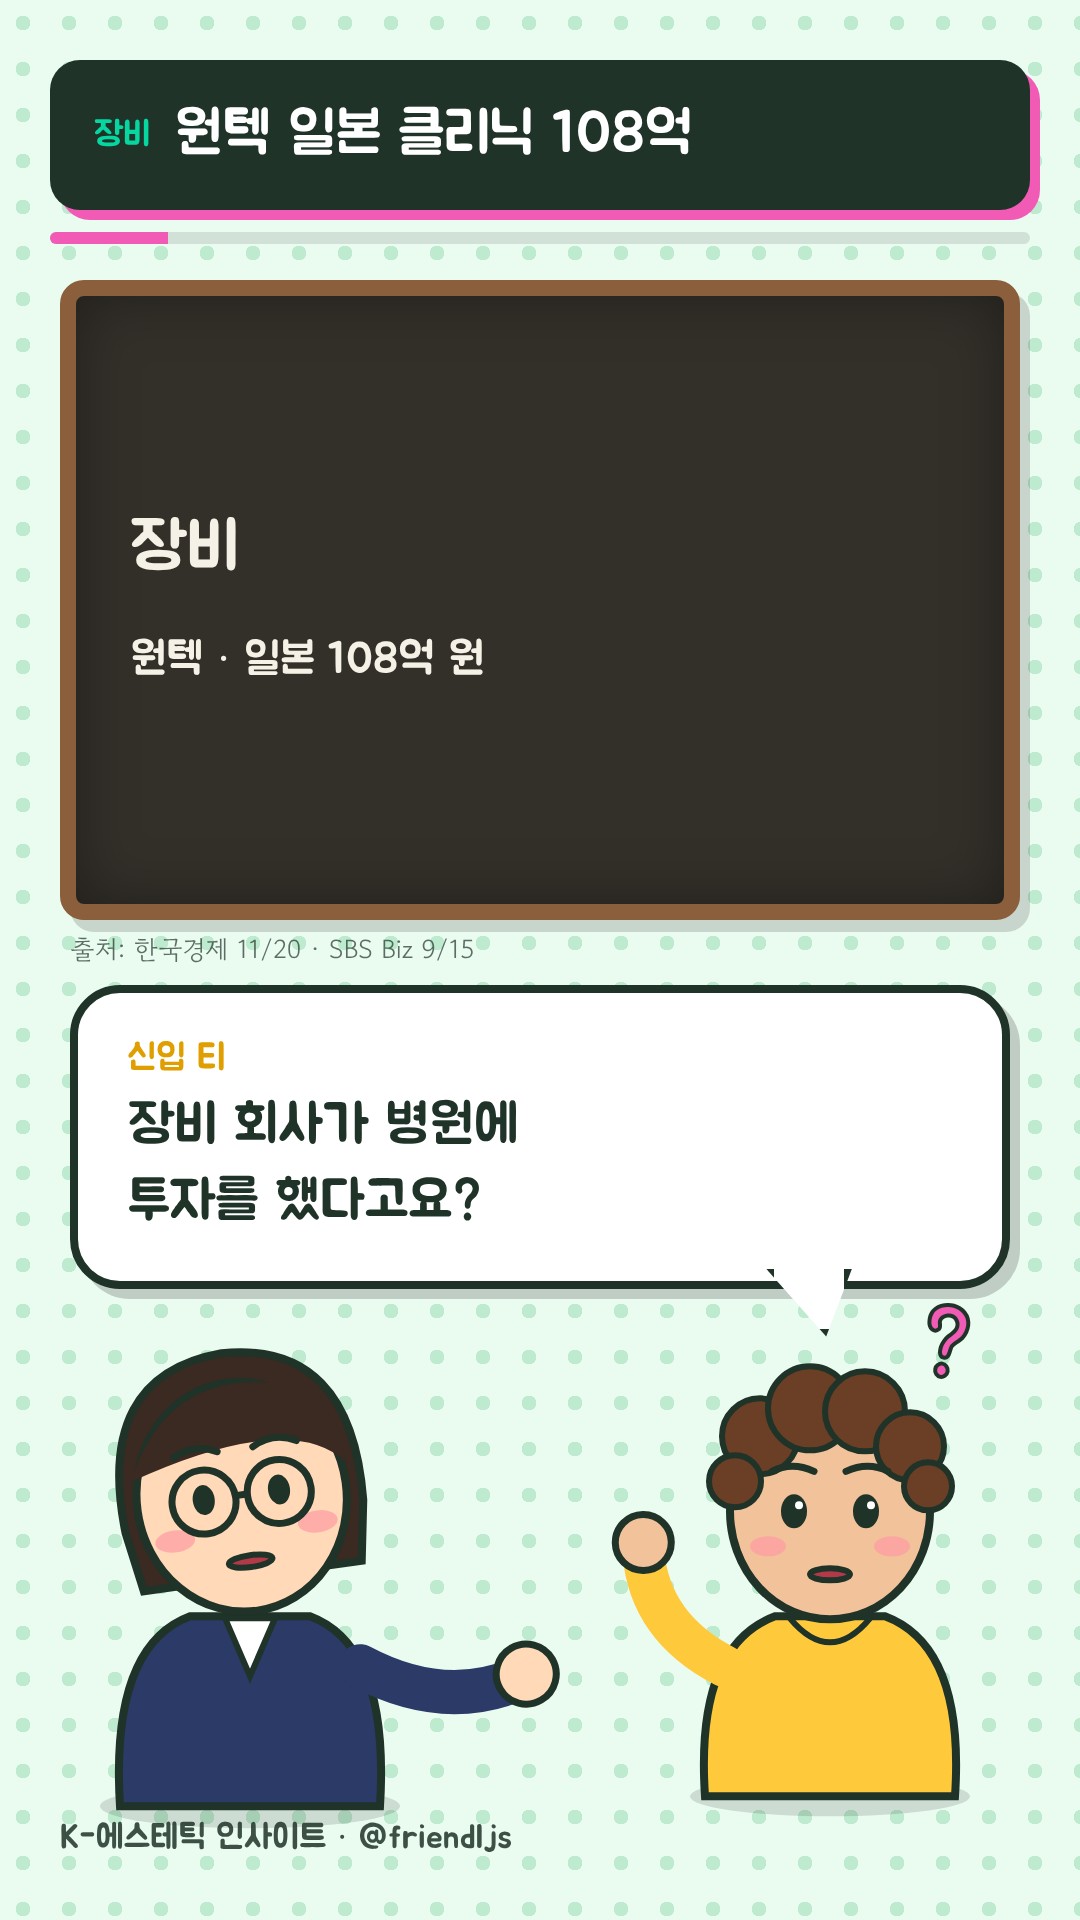 장비 원텍 일본 클리닉 108억
장비
원텍 · 일본 108억 원
출처: 한국경제 11/20 · SBS Biz 9/15
신입 티
장비 회사가 병원에
투자를 했다고요?
?
K-에스테틱 인사이트 · @friendljs